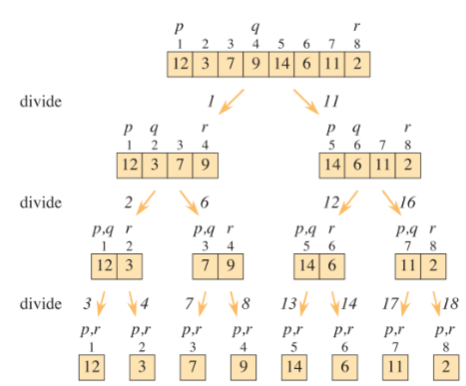 p q r
1 2 3 4 5 6 7 8
12 3 7 9 14 6 11 2
divide 1 11
p q r p q r
1 2 3 4 5 6 7 8
12 3 7 9 14 6 11 2
divide 2 6 12 16
p,q r p,q r p,q r p,q r
1 2 3 4 5 6 7 8
12 3 7 9 14 6 11 2
divide 3 4 7 8 13 14 17 18
p,r p,r p,r p,r p,r p,r p,r p,r
1 2 3 4 5 6 7 8
12 3 7 9 14 6 11 2